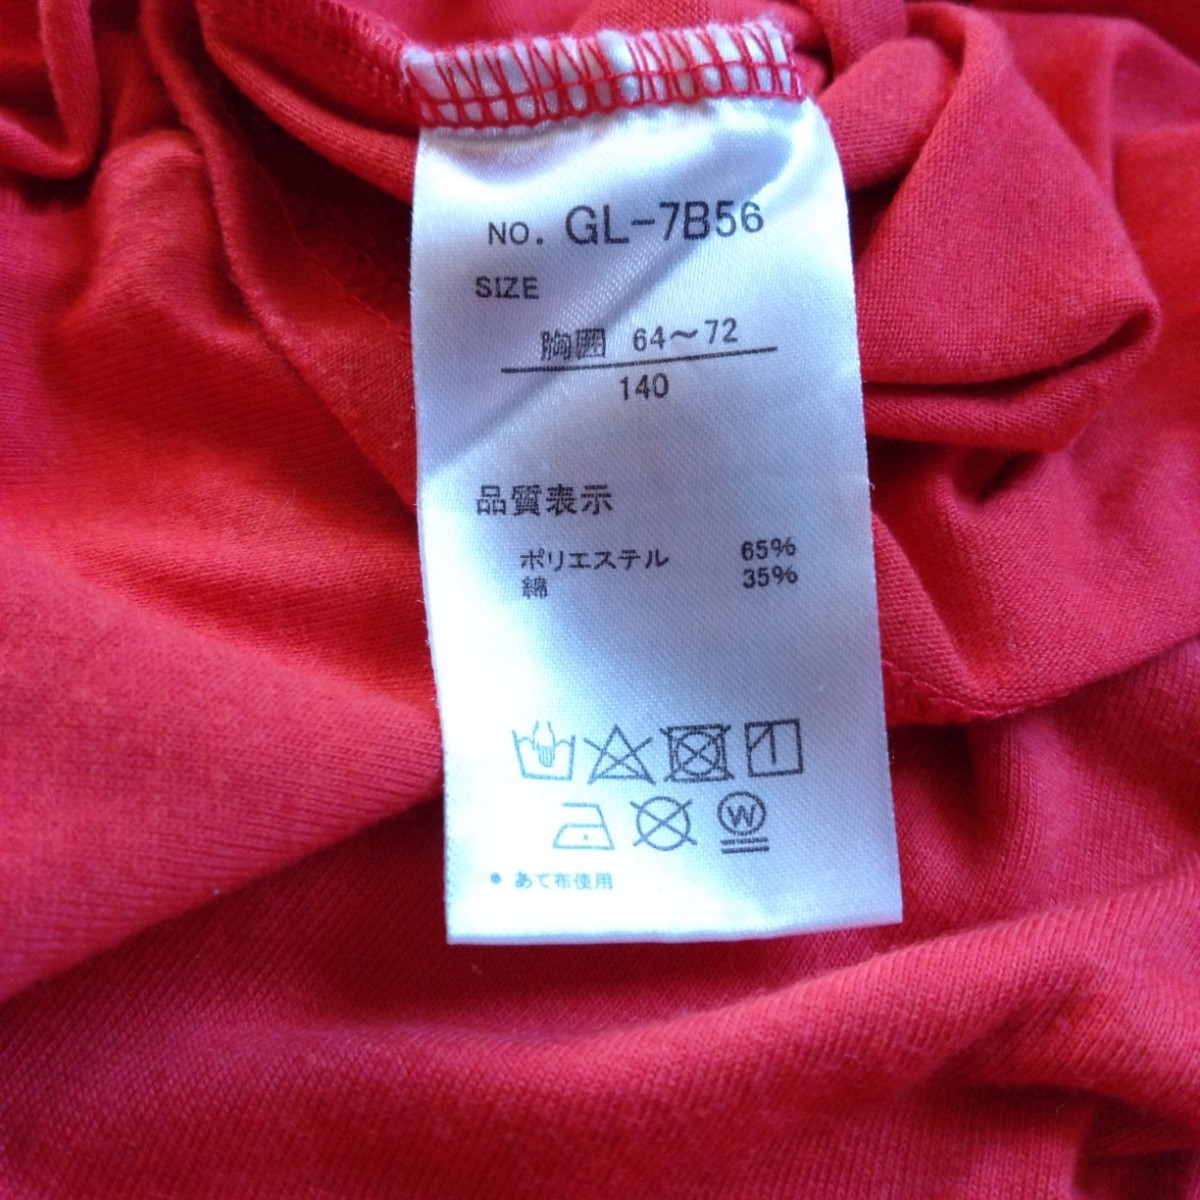 NO. GL-7B56
SIZE
胸囲 64～72
140
品質表示
ポリエステル 65%
綿 35%
W
● あて布使用